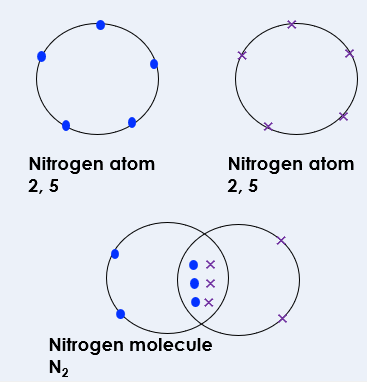 Nitrogen atom
2, 5
Nitrogen atom
2, 5
Nitrogen molecule
N₂